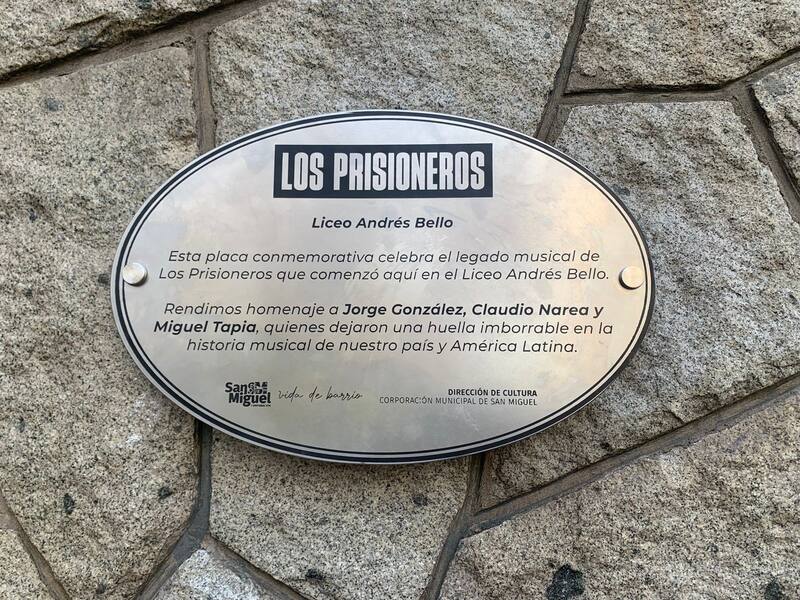 LOS PRISIONEROS
Liceo Andrés Bello
Esta placa conmemorativa celebra el legado musical de
Los Prisioneros que comenzó aquí en el Liceo Andrés Bello.
Rendimos homenaje a Jorge González, Claudio Narea y
Miguel Tapia, quienes dejaron una huella imborrable en la
historia musical de nuestro país y América Latina.
San Miguel
vida de barrio
DIRECCIÓN DE CULTURA
CORPORACIÓN MUNICIPAL DE SAN MIGUEL